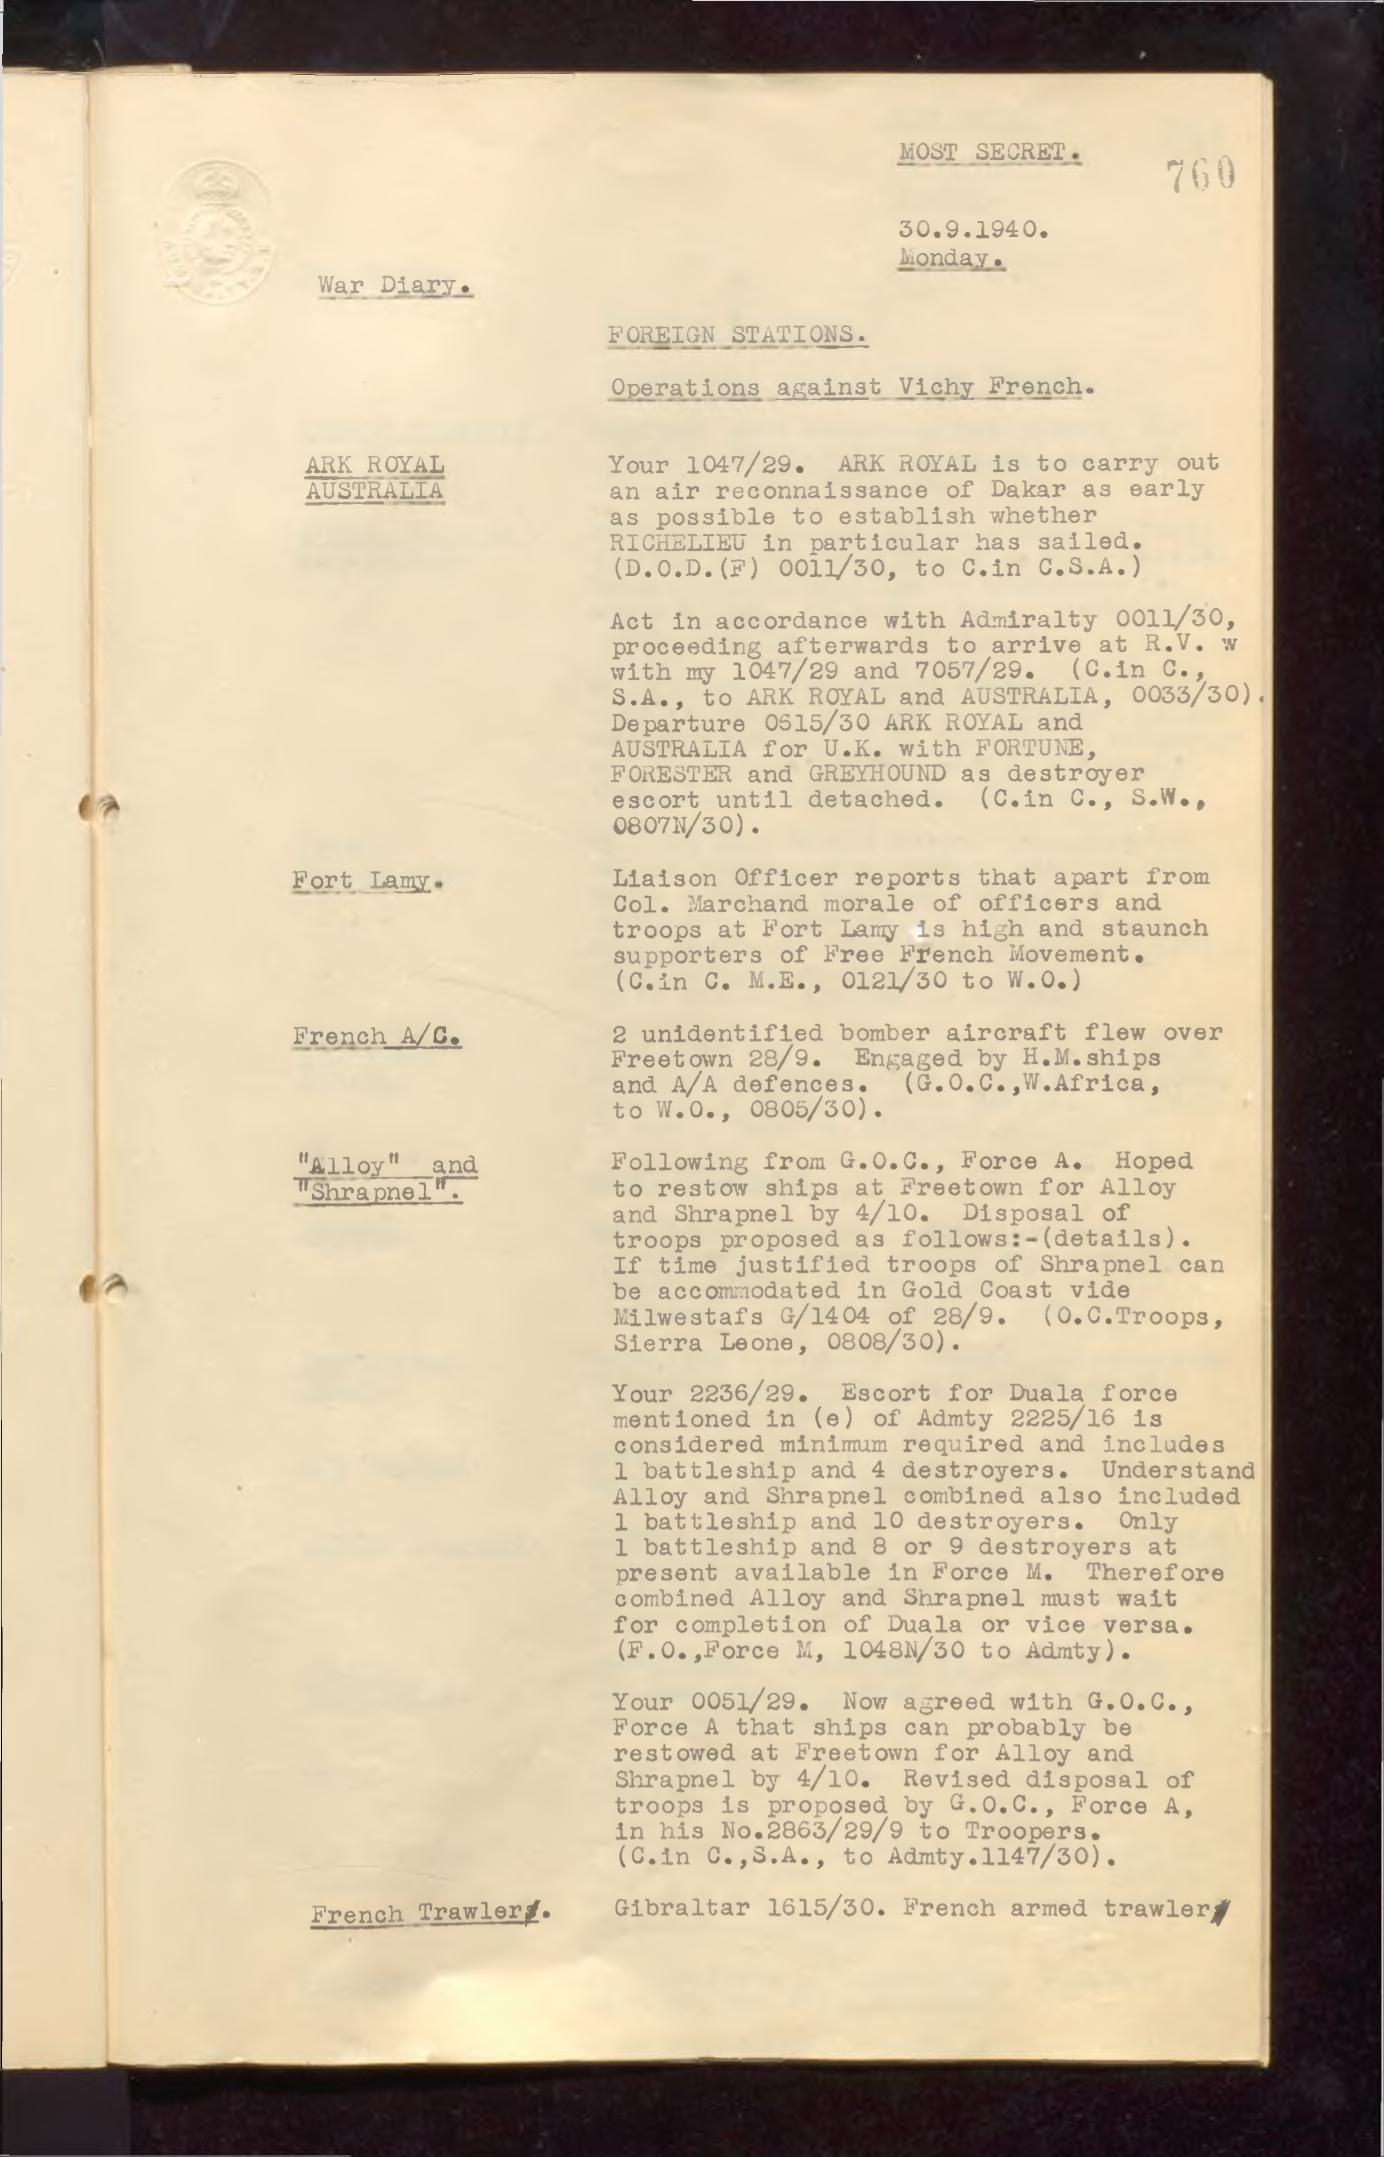 MOST SECRET.
760
30.9.1940.
Monday.
War Diary.
FOREIGN STATIONS.
Operations against Vichy French.
ARK ROYAL
AUSTRALIA
Your 1047/29. ARK ROYAL is to carry out
an air reconnaissance of Dakar as early
as possible to establish whether
RICHELIEU in particular has sailed.
(D.O.D.(F) 0011/30, to C.in C.S.A.)
Act in accordance with Admiralty 0011/30,
proceeding afterwards to arrive at R.V. w
with my 1047/29 and 7057/29. (C.in C.,
S.A., to ARK ROYAL and AUSTRALIA, 0033/30).
Departure 0615/30 ARK ROYAL and
AUSTRALIA for U.K. with FORTUNE,
FORESTER and GREYHOUND as destroyer
escort until detached. (C.in C., S.W.,
0807N/30).
Fort Lamy.
Liaison Officer reports that apart from
Col. Marchand morale of officers and
troops at Fort Lamy is high and staunch
supporters of Free French Movement.
(C.in C. M.E., 0121/30 to W.O.)
French A/C.
2 unidentified bomber aircraft flew over
Freetown 28/9. Engaged by H.M.ships
and A/A defences. (G.O.C.,W.Africa,
to W.O., 0805/30).
"Alloy" and
"Shrapnel".
Following from G.O.C., Force A. Hoped
to restow ships at Freetown for Alloy
and Shrapnel by 4/10. Disposal of
troops proposed as follows:-(details).
If time justified troops of Shrapnel can
be accommodated in Gold Coast vide
Milwestafs G/1404 of 28/9. (O.C.Troops,
Sierra Leone, 0808/30).
Your 2236/29. Escort for Duala force
mentioned in (e) of Admty 2225/16 is
considered minimum required and includes
1 battleship and 4 destroyers. Understand
Alloy and Shrapnel combined also included
1 battleship and 10 destroyers. Only
1 battleship and 8 or 9 destroyers at
present available in Force M. Therefore
combined Alloy and Shrapnel must wait
for completion of Duala or vice versa.
(F.O.,Force M, 1048N/30 to Admty).
Your 0051/29. Now agreed with G.O.C.,
Force A that ships can probably be
restowed at Freetown for Alloy and
Shrapnel by 4/10. Revised disposal of
troops is proposed by G.O.C., Force A,
in his No.2863/29/9 to Troopers.
(C.in C.,S.A., to Admty.1147/30).
French Trawler.
Gibraltar 1615/30. French armed trawler